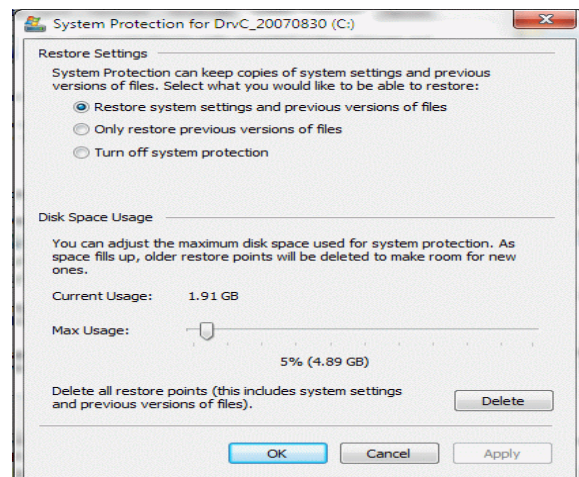 System Protection for DrvC_20070830 (C:)
Restore Settings
System Protection can keep copies of system settings and previous
versions of files. Select what you would like to be able to restore:
Restore system settings and previous versions of files
Only restore previous versions of files
Turn off system protection
Disk Space Usage
You can adjust the maximum disk space used for system protection. As
space fills up, older restore points will be deleted to make room for new
ones.
Current Usage: 1.91 GB
Max Usage:
5% (4.89 GB)
Delete all restore points (this includes system settings
and previous versions of files).
Delete
OK Cancel Apply